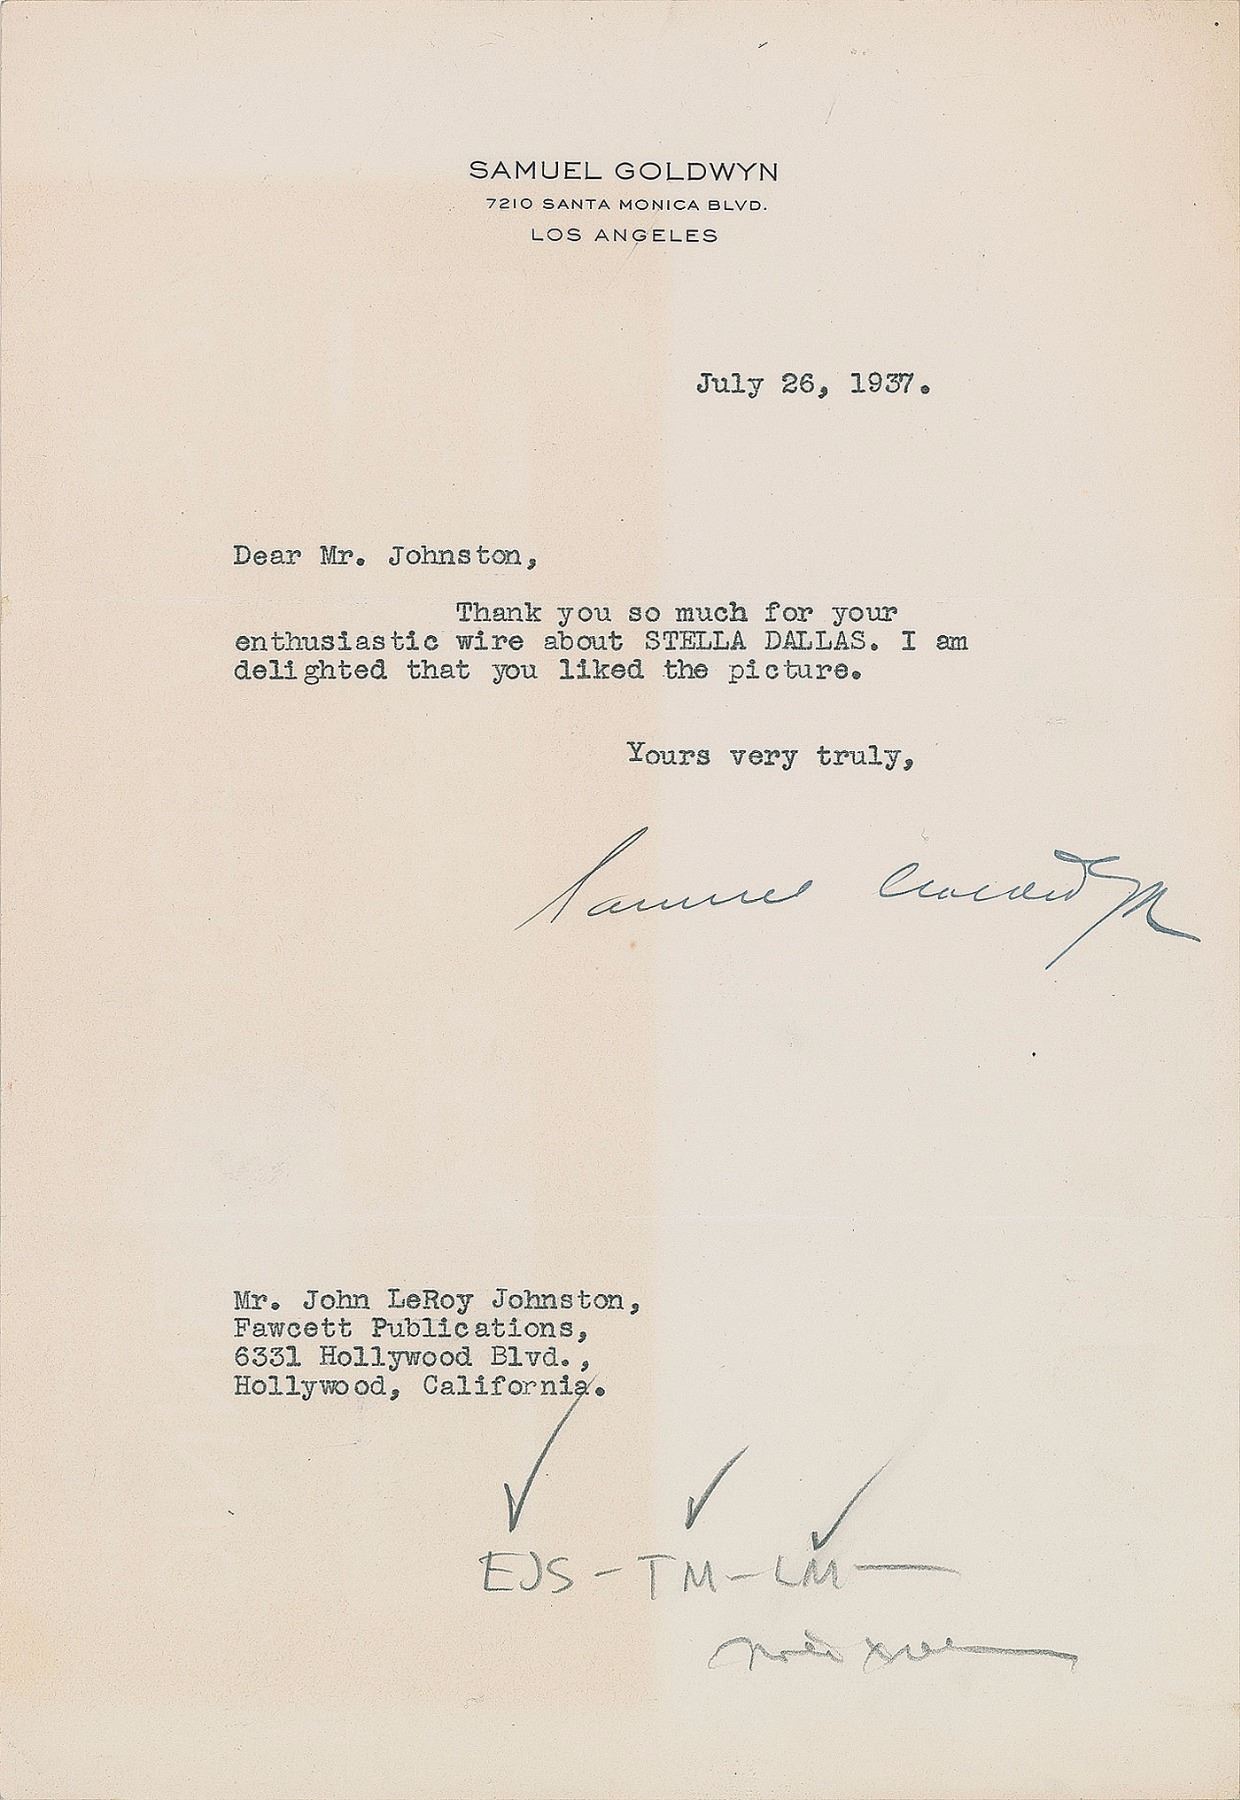 SAMUEL GOLDWYN
7210 SANTA MONICA BLVD.
LOS ANGELES
July 26, 1937.
Dear Mr. Johnston,
Thank you so much for your
enthusiastic wire about STELLA DALLAS. I am
delighted that you liked the picture.
Yours very truly,
Samuel Goldwyn
Mr. John LeRoy Johnston,
Fawcett Publications,
6331 Hollywood Blvd.,
Hollywood, California.
EJS - TM - LM -